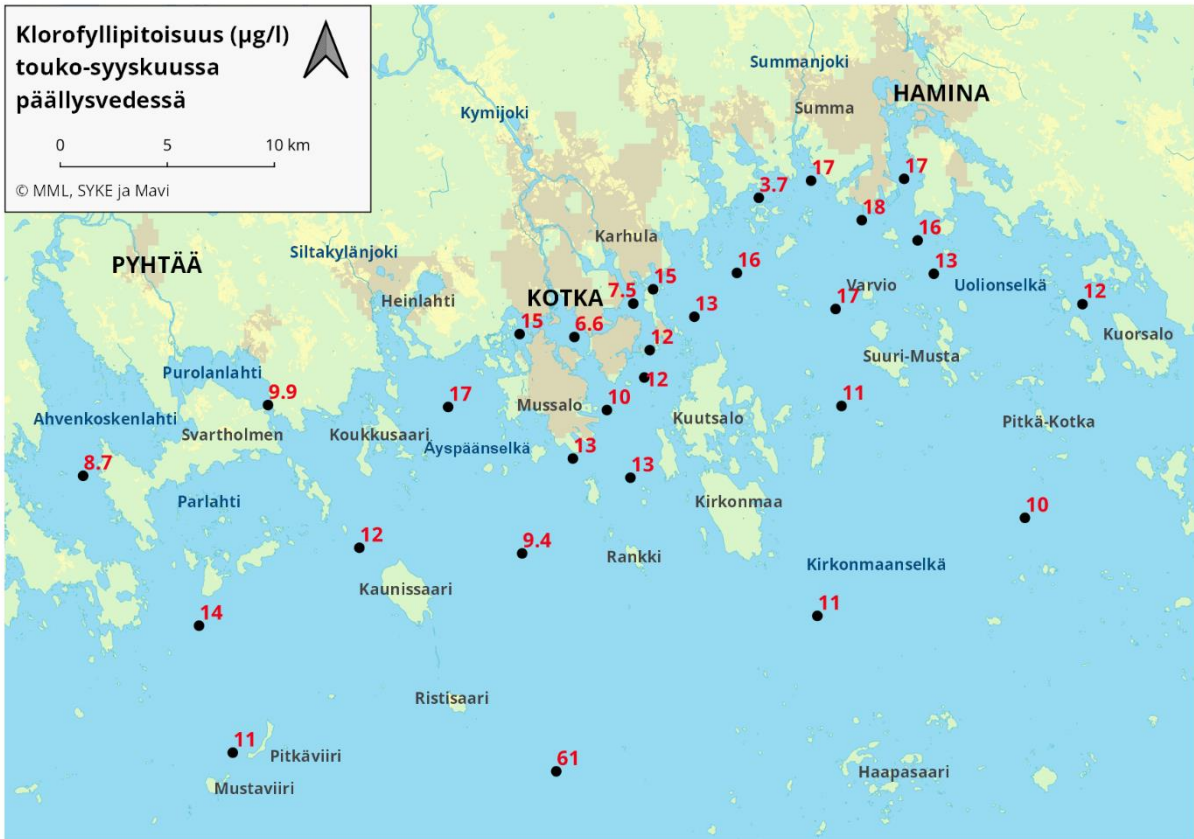 Klorofyllipitoisuus (µg/l)
touko-syyskuussa
päällysvedessä
0 5 10 km
© MML, SYKE ja Mavi
Summanjoki
HAMINA
Summa
Kymijoki
17
17
3.7
18
Karhula
16
Siltakylänjoki
PYHTÄÄ
16
13
15
Varvio
Uolionselkä
Heinlahti
KOTKA
7.5
12
13
17
15
6.6
Kuorsalo
12
Suuri-Musta
Purolanlahti
12
9.9
17
11
10
Mussalo
Ahvenkoskenlahti
Kuutsalo
Pitkä-Kotka
Svartholmen
Koukkusaari
Äyspäänselkä
13
8.7
13
Parlahti
Kirkonmaa
10
12
9.4
Rankki
Kirkonmaanselkä
Kaunissaari
14
11
Ristisaari
11
Pitkäviiri
61
Haapasaari
Mustaviiri